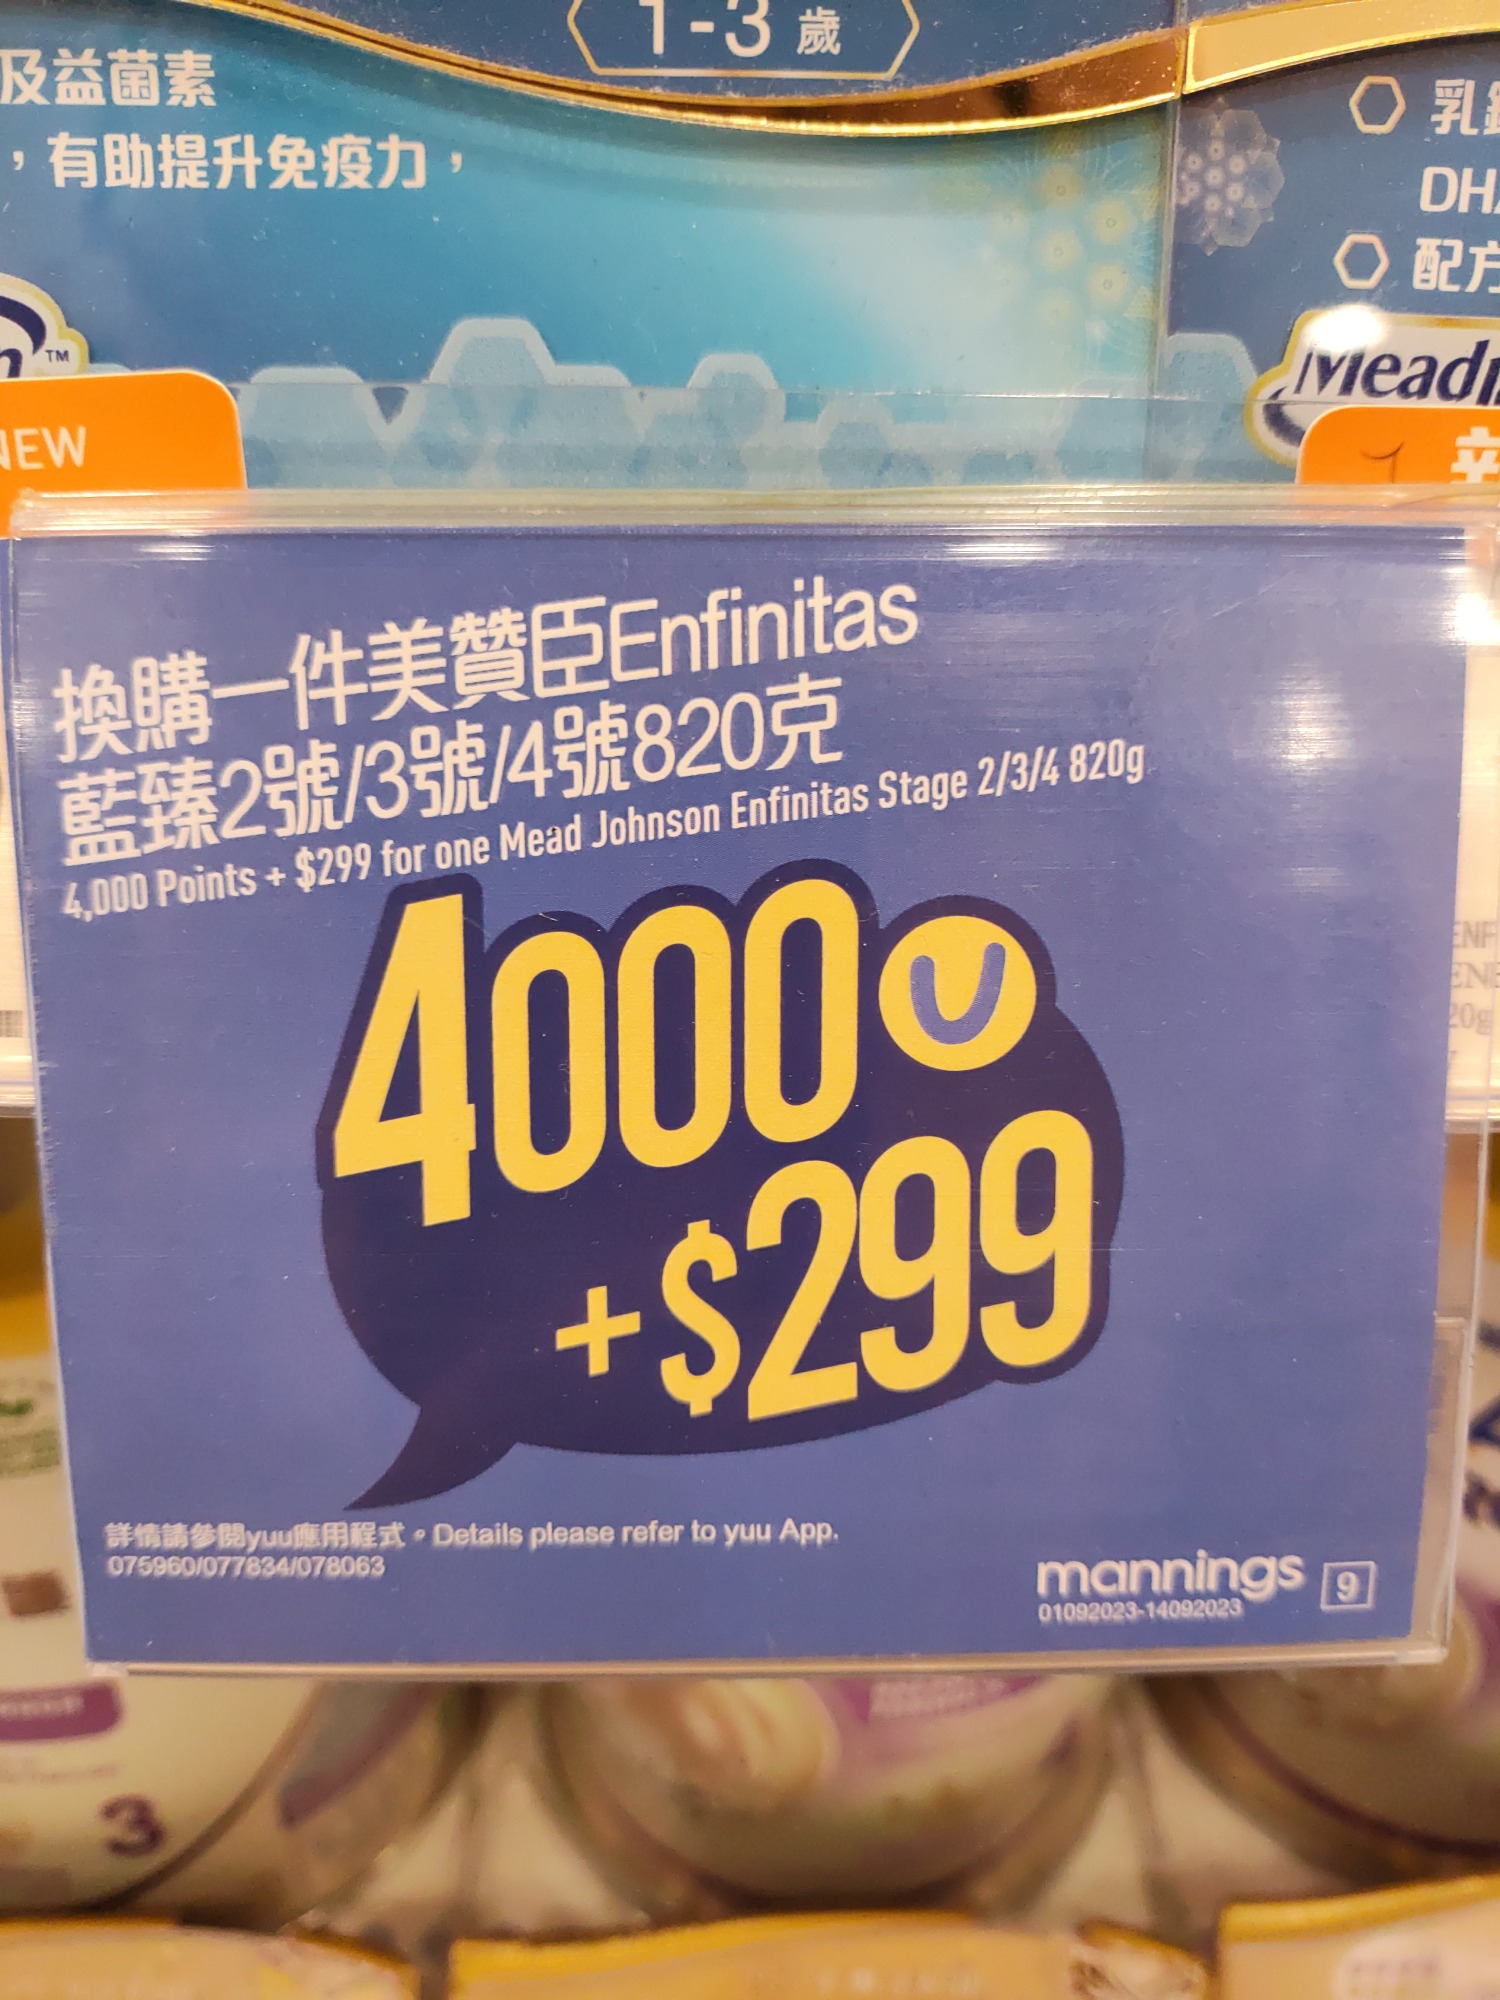 1-3 歲
及益菌素
，有助提升免疫力，
DH
配方
TM
Mead
NEW
換購一件美贊臣Enfinitas
藍臻2號/3號/4號820克
4,000 Points + $299 for one Mead Johnson Enfinitas Stage 2/3/4 820g
4000
+$299
詳情請參閱yuu應用程式。Details please refer to yuu App.
075960/077834/078063
mannings 9
01092023-14092023
3